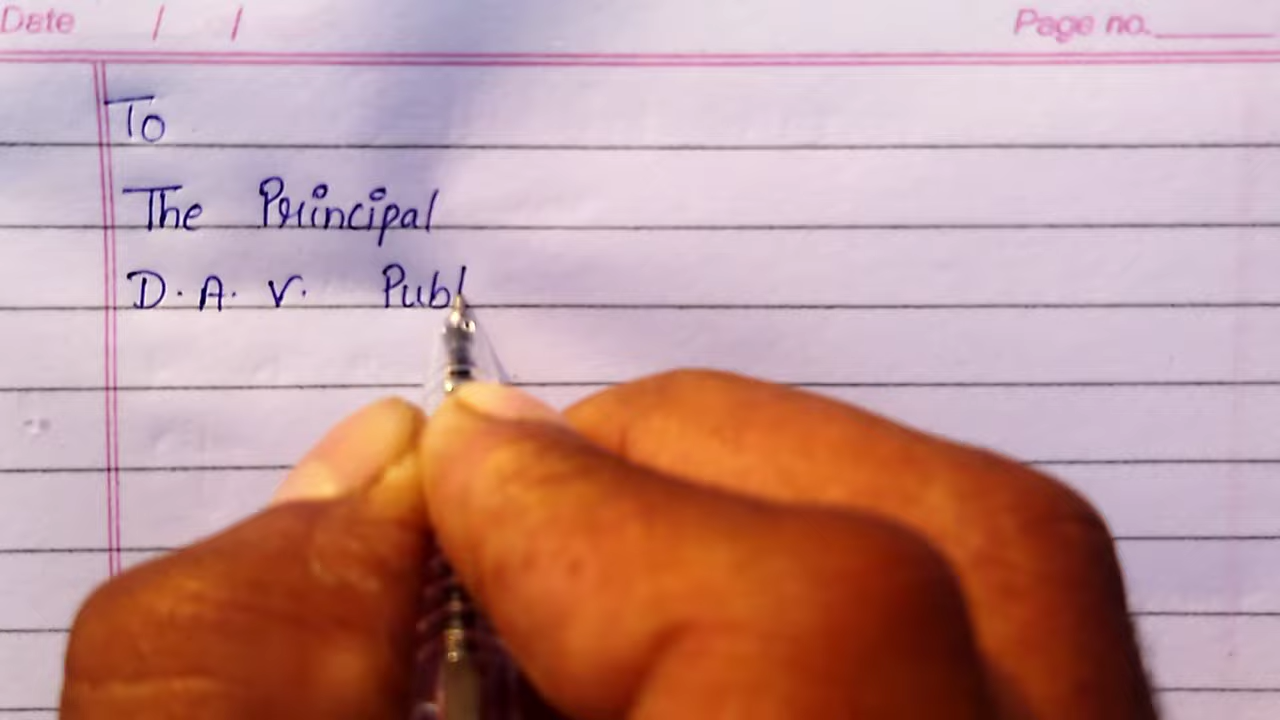 Date / /
Page no.
To
The Principal
D. A. V. Publ